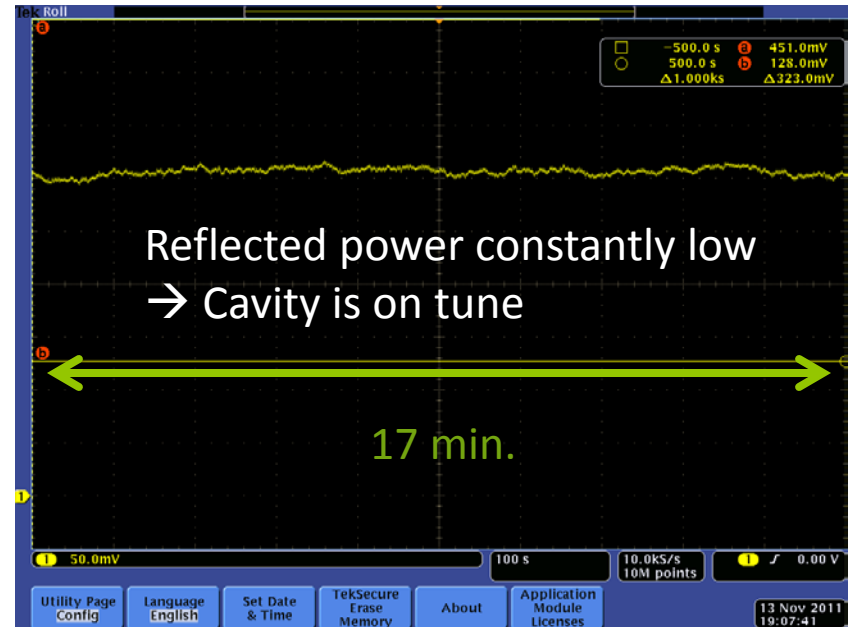 Tek Roll
a
-500.0 s a 451.0mV
500.0 s b 128.0mV
Δ1.000ks Δ323.0mV
Reflected power constantly low
→ Cavity is on tune
b
17 min.
1
1 50.0mV 100 s 10.0kS/s 1 0.00 V
10M points
Utility Page Config
Language English
Set Date & Time
TekSecure Erase Memory
About
Application Module Licenses
13 Nov 2011
19:07:41